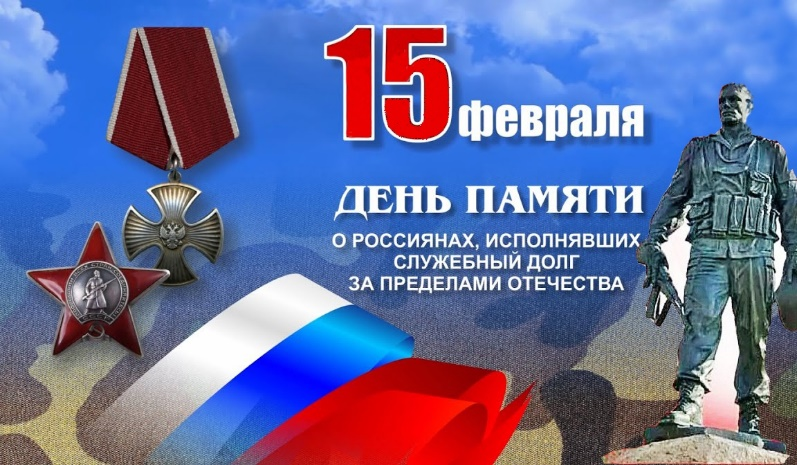 15 февраля
ДЕНЬ ПАМЯТИ
О РОССИЯНАХ, ИСПОЛНЯВШИХ
СЛУЖЕБНЫЙ ДОЛГ
ЗА ПРЕДЕЛАМИ ОТЕЧЕСТВА